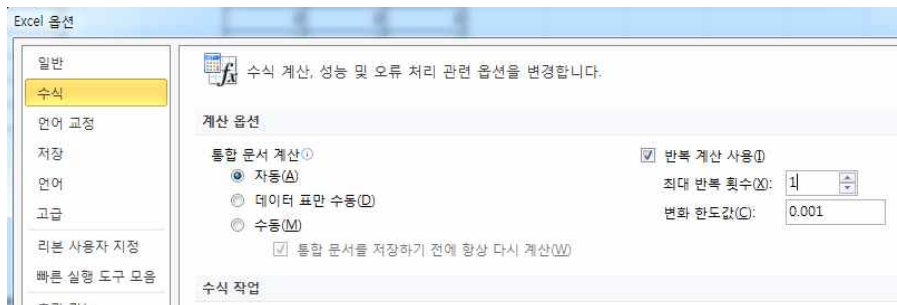 Excel 옵션
일반
수식
언어 교정
저장
언어
고급
리본 사용자 지정
빠른 실행 도구 모음
수식 계산, 성능 및 오류 처리 관련 옵션을 변경합니다.
계산 옵션
통합 문서 계산
자동(A)
데이터 표만 수동(D)
수동(M)
통합 문서를 저장하기 전에 항상 다시 계산(W)
반복 계산 사용(I)
최대 반복 횟수(X): 1
변화 한도값(C): 0.001
수식 작업